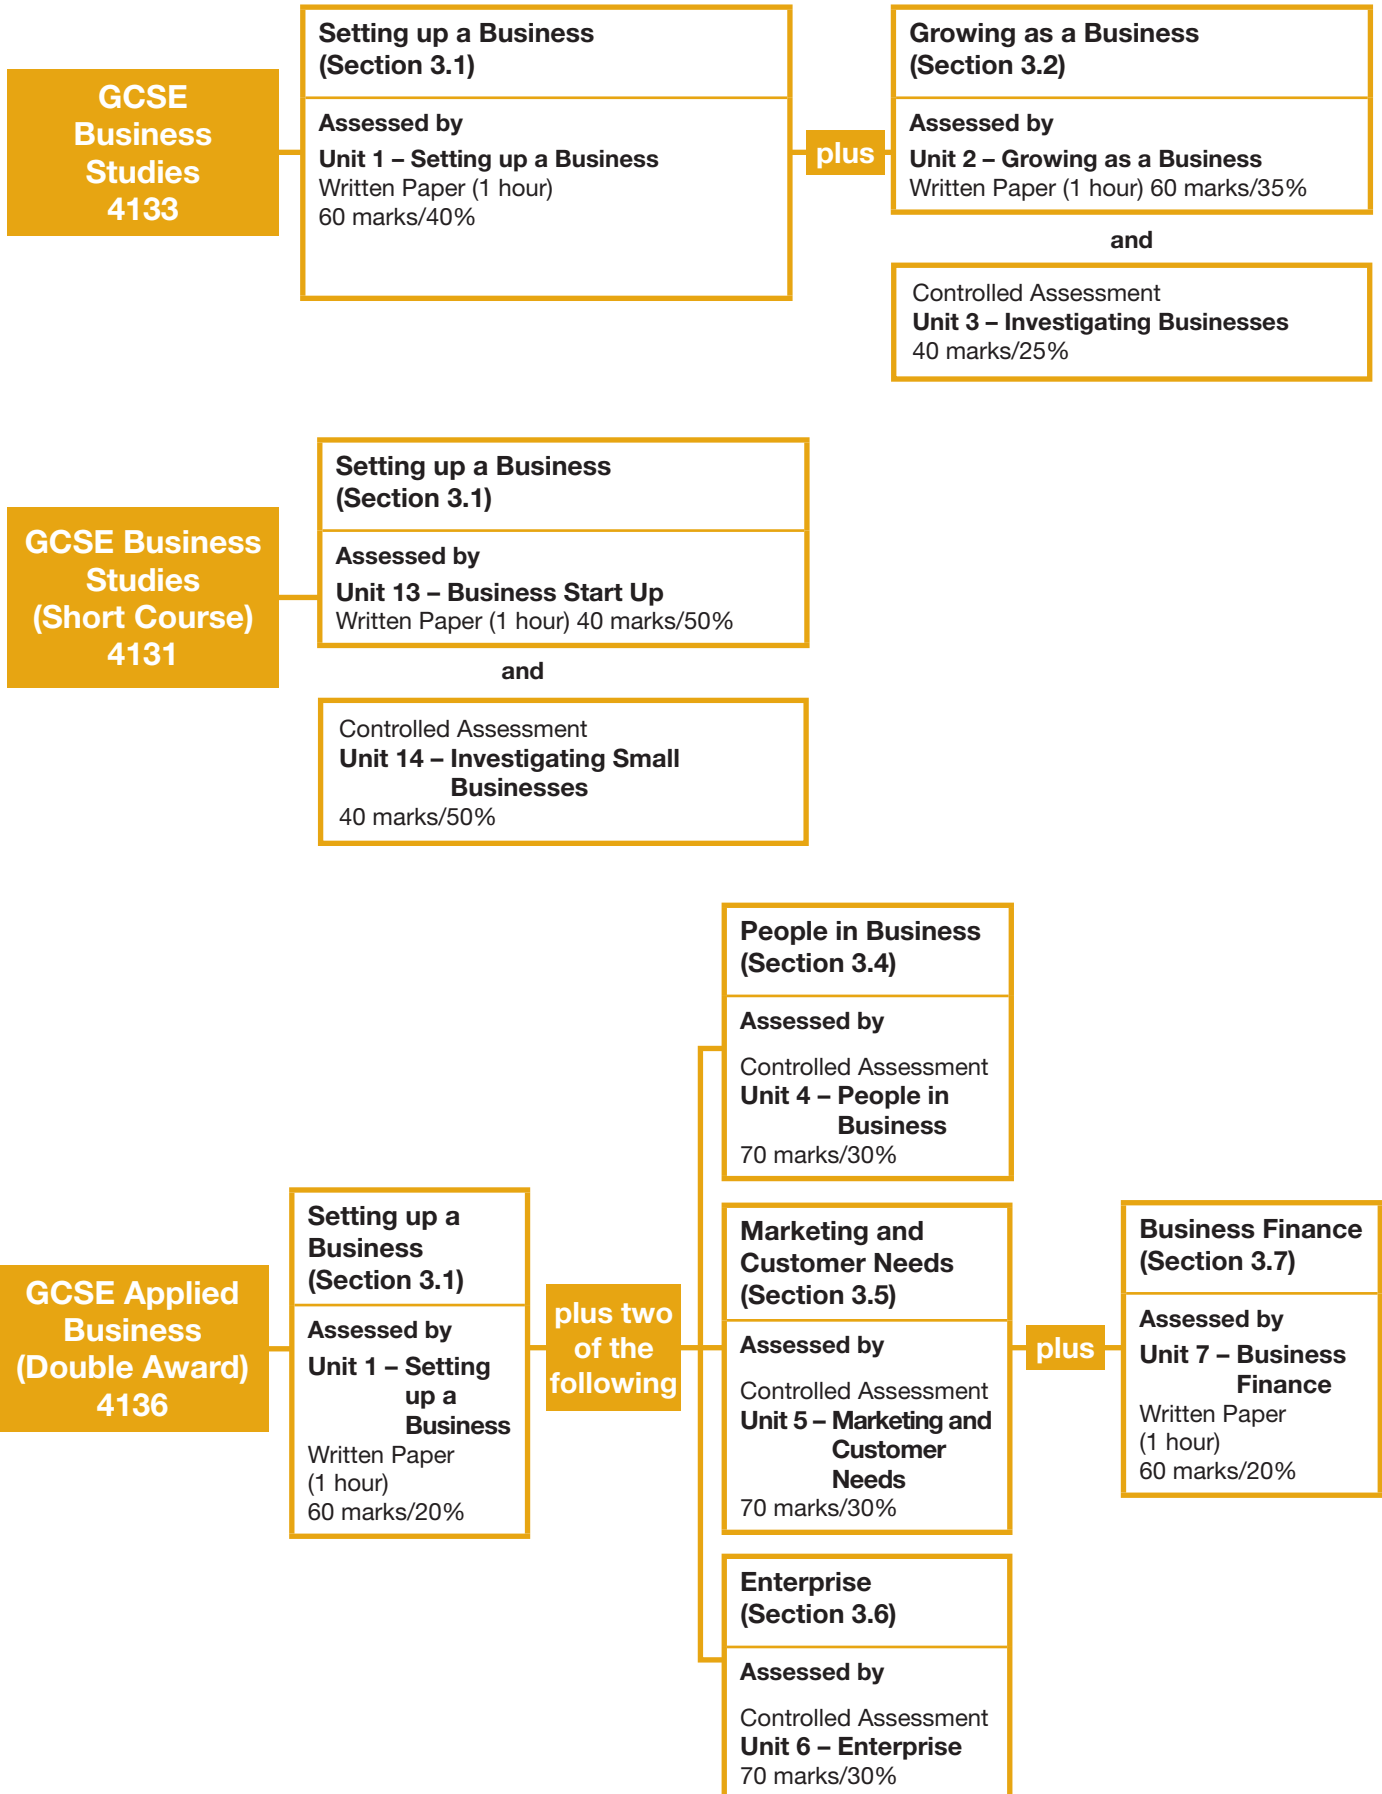 GCSE
Business
Studies
4133
Setting up a Business
(Section 3.1)
Assessed by
Unit 1 – Setting up a Business
Written Paper (1 hour)
60 marks/40%
plus
Growing as a Business
(Section 3.2)
Assessed by
Unit 2 – Growing as a Business
Written Paper (1 hour) 60 marks/35%
and
Controlled Assessment
Unit 3 – Investigating Businesses
40 marks/25%
GCSE Business
Studies
(Short Course)
4131
Setting up a Business
(Section 3.1)
Assessed by
Unit 13 – Business Start Up
Written Paper (1 hour) 40 marks/50%
and
Controlled Assessment
Unit 14 – Investigating Small
Businesses
40 marks/50%
GCSE Applied
Business
(Double Award)
4136
Setting up a
Business
(Section 3.1)
Assessed by
Unit 1 – Setting
up a
Business
Written Paper
(1 hour)
60 marks/20%
plus two
of the
following
People in Business
(Section 3.4)
Assessed by
Controlled Assessment
Unit 4 – People in
Business
70 marks/30%
Marketing and
Customer Needs
(Section 3.5)
Assessed by
Controlled Assessment
Unit 5 – Marketing and
Customer
Needs
70 marks/30%
Enterprise
(Section 3.6)
Assessed by
Controlled Assessment
Unit 6 – Enterprise
70 marks/30%
plus
Business Finance
(Section 3.7)
Assessed by
Unit 7 – Business
Finance
Written Paper
(1 hour)
60 marks/20%